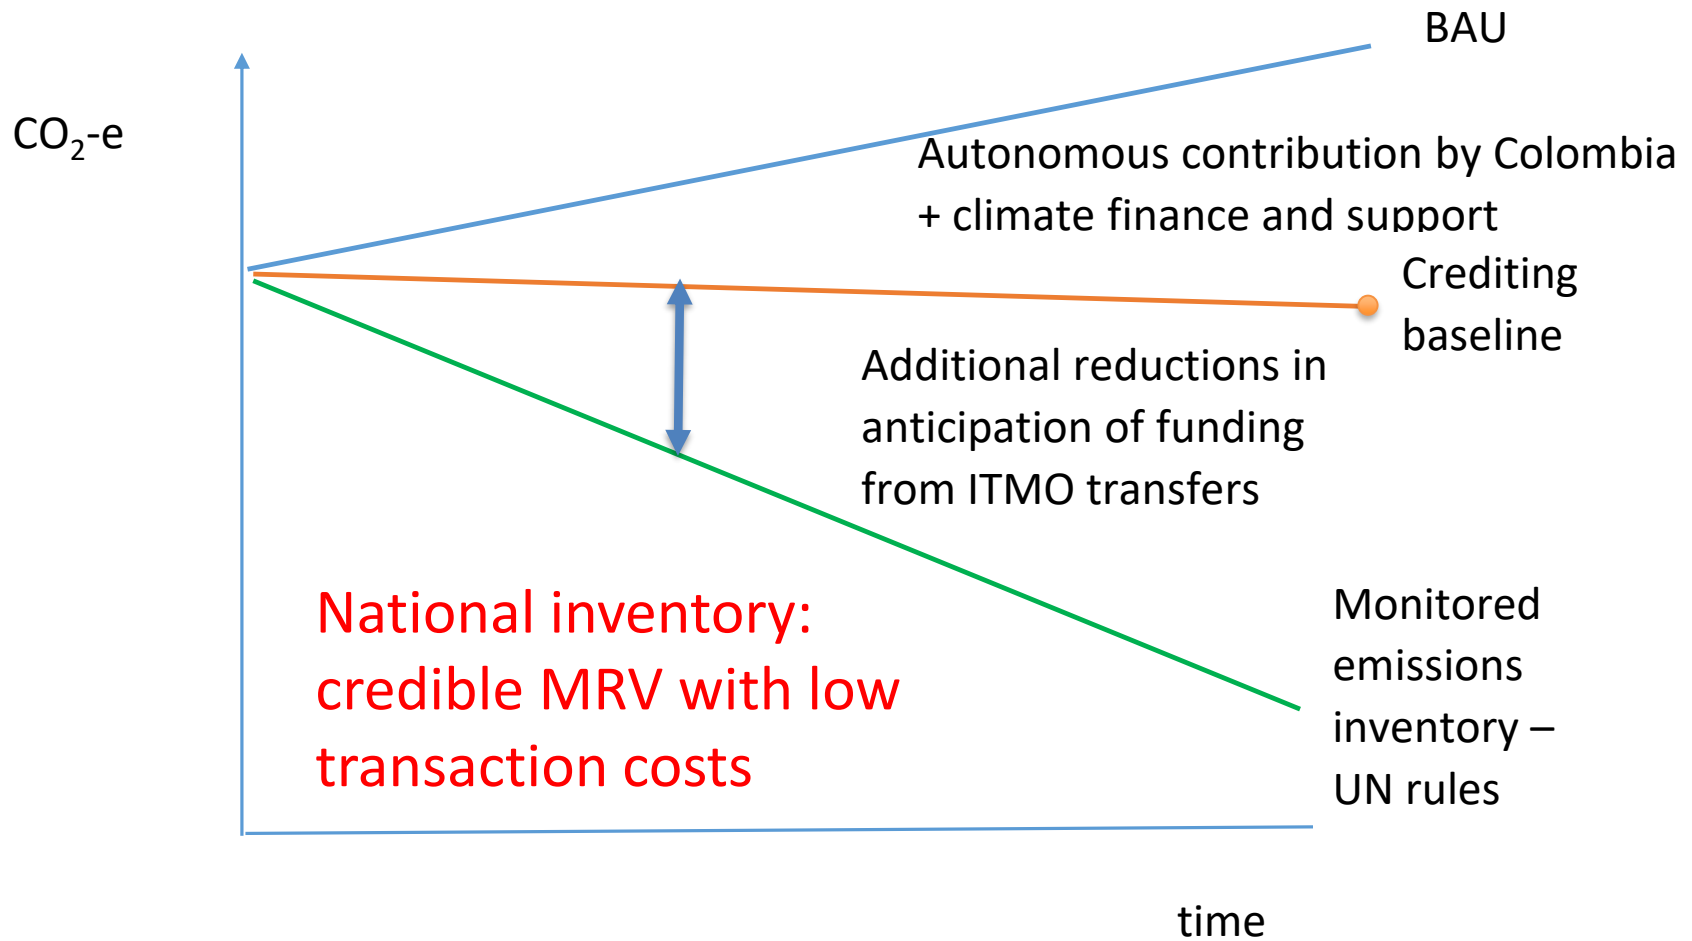 BAU
CO₂-e
Autonomous contribution by Colombia
+ climate finance and support
Crediting
baseline
Additional reductions in
anticipation of funding
from ITMO transfers
National inventory:
credible MRV with low
transaction costs
Monitored
emissions
inventory –
UN rules
time